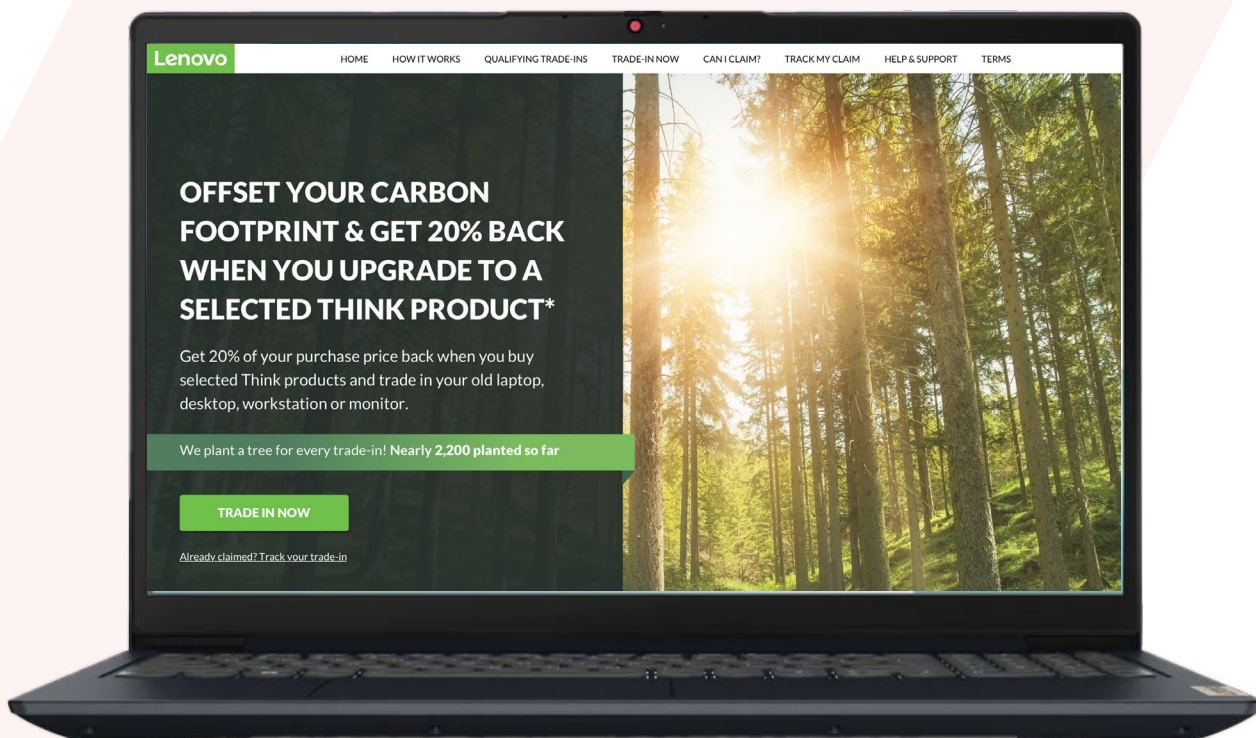 Lenovo
HOME HOW IT WORKS QUALIFYING TRADE-INS TRADE-IN NOW CAN I CLAIM? TRACK MY CLAIM HELP & SUPPORT TERMS
OFFSET YOUR CARBON
FOOTPRINT & GET 20% BACK
WHEN YOU UPGRADE TO A
SELECTED THINK PRODUCT*
Get 20% of your purchase price back when you buy
selected Think products and trade in your old laptop,
desktop, workstation or monitor.
We plant a tree for every trade-in! Nearly 2,200 planted so far
TRADE IN NOW
Already claimed? Track your trade-in